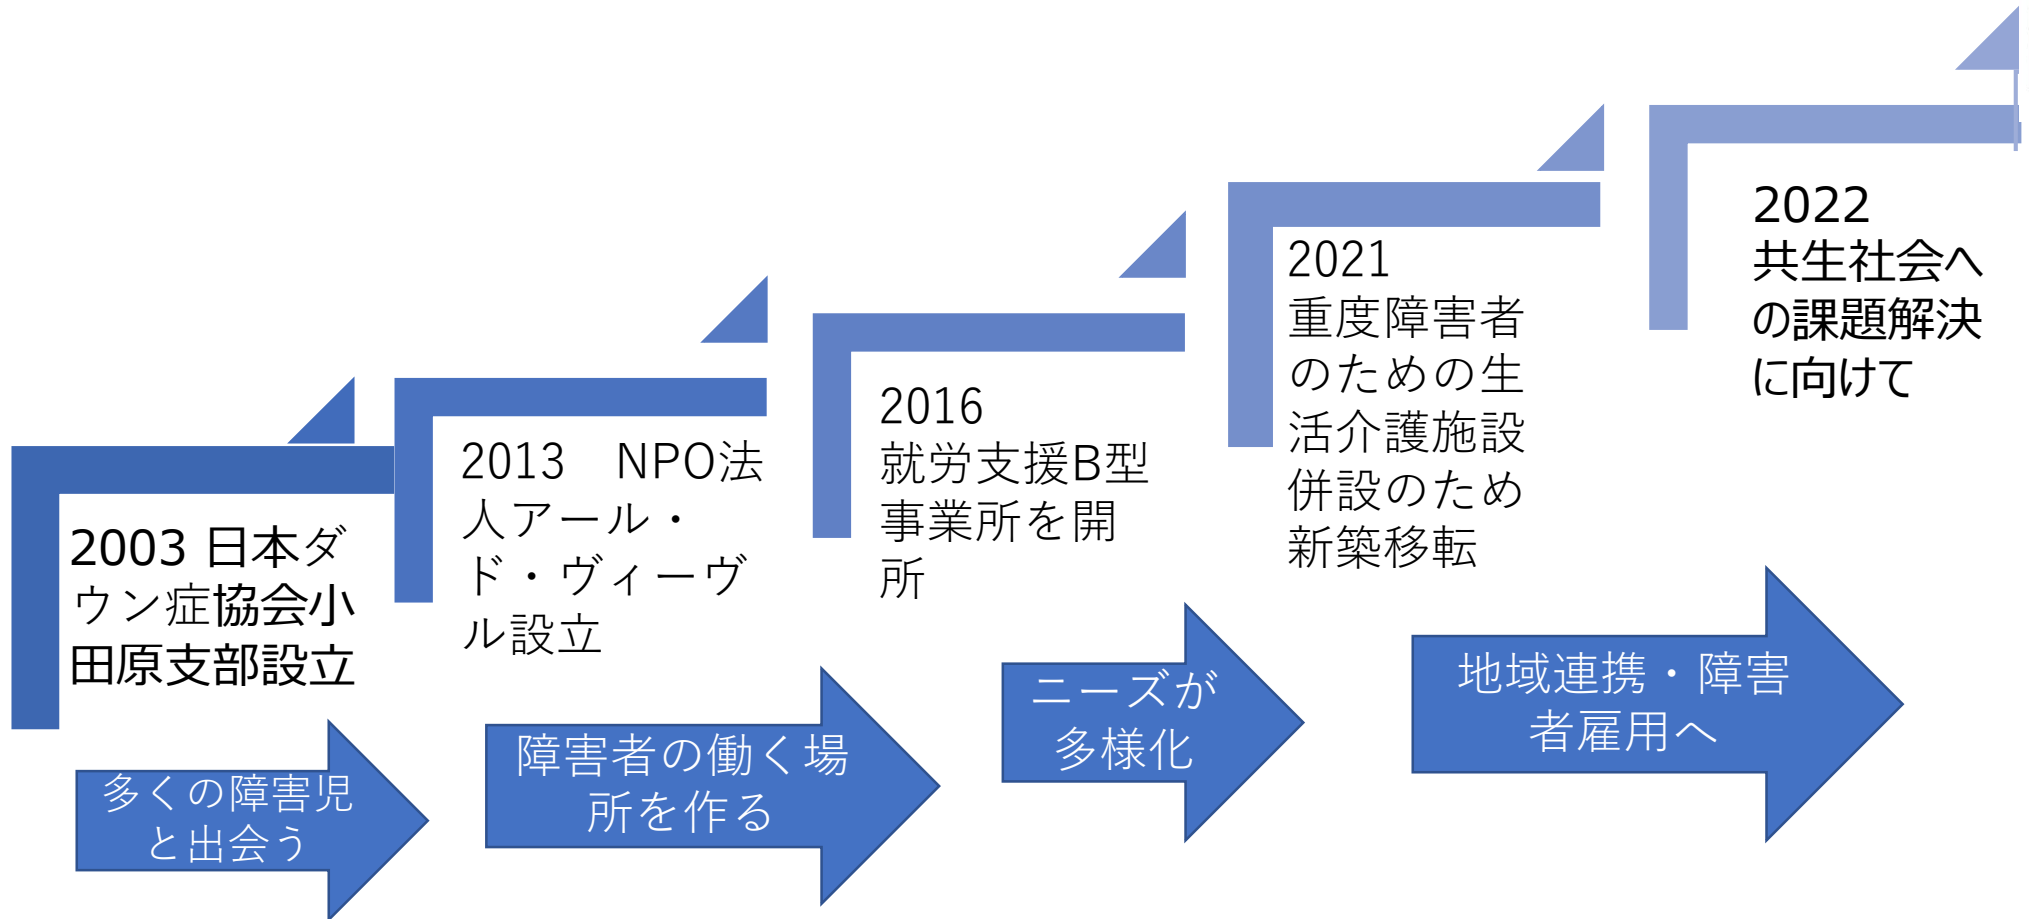 2003 日本ダ
ウン症協会小
田原支部設立
多くの障害児
と出会う
2013　NPO法
人アール・
ド・ヴィーヴ
ル設立
障害者の働く場
所を作る
2016
就労支援B型
事業所を開
所
ニーズが
多様化
2021
重度障害者
のための生
活介護施設
併設のため
新築移転
地域連携・障害
者雇用へ
2022
共生社会へ
の課題解決
に向けて